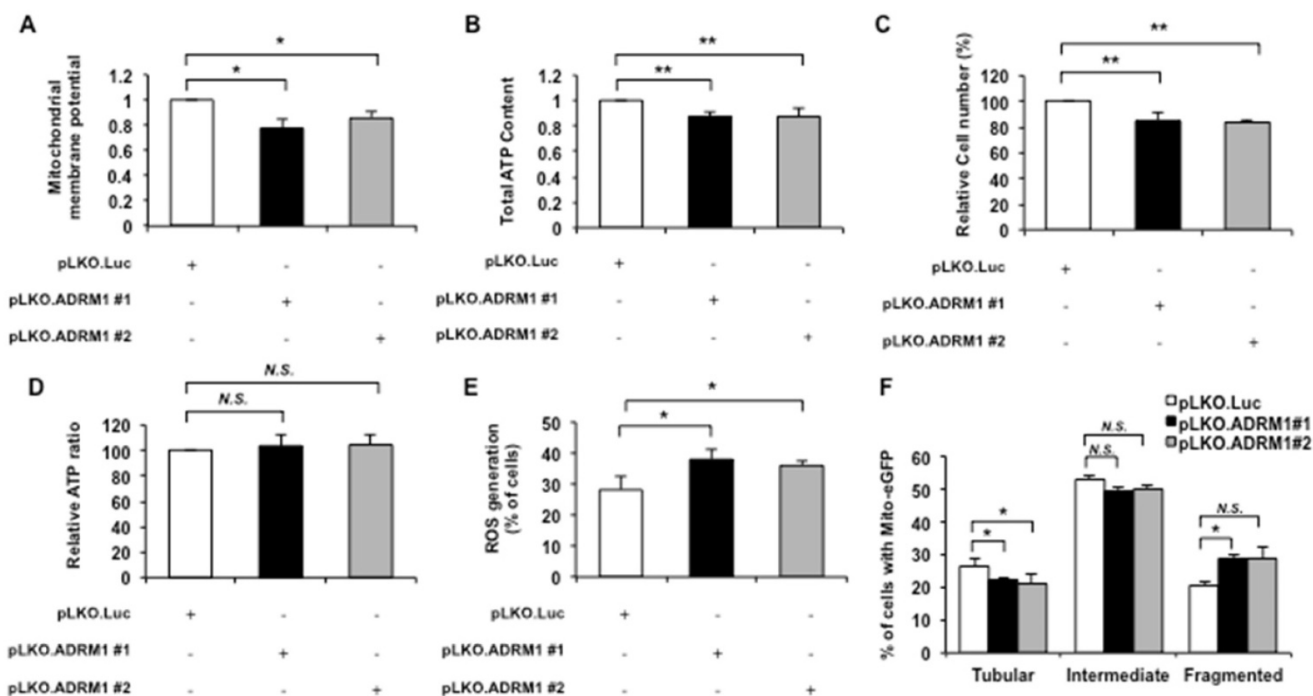 A
*
*
Mitochondrial
membrane potential
1.2
1
0.8
0.6
0.4
0.2
0
pLKO.Luc + - -
pLKO.ADRM1 #1 - + -
pLKO.ADRM1 #2 - - +
B
**
**
Total ATP Content
1.2
1
0.8
0.6
0.4
0.2
0
pLKO.Luc + - -
pLKO.ADRM1 #1 - + -
pLKO.ADRM1 #2 - - +
C
**
**
Relative Cell number (%)
120
100
80
60
40
20
0
pLKO.Luc + - -
pLKO.ADRM1 #1 - + -
pLKO.ADRM1 #2 - - +
D
N.S.
N.S.
Relative ATP ratio
120
100
80
60
40
20
0
pLKO.Luc + - -
pLKO.ADRM1 #1 - + -
pLKO.ADRM1 #2 - - +
E
*
*
ROS generation
(% of cells)
50
40
30
20
10
0
pLKO.Luc + - -
pLKO.ADRM1 #1 - + -
pLKO.ADRM1 #2 - - +
F
pLKO.Luc
pLKO.ADRM1#1
pLKO.ADRM1#2
% of cells with Mito-eGFP
60
50
40
30
20
10
0
*
*
N.S.
N.S.
N.S.
*
Tubular Intermediate Fragmented